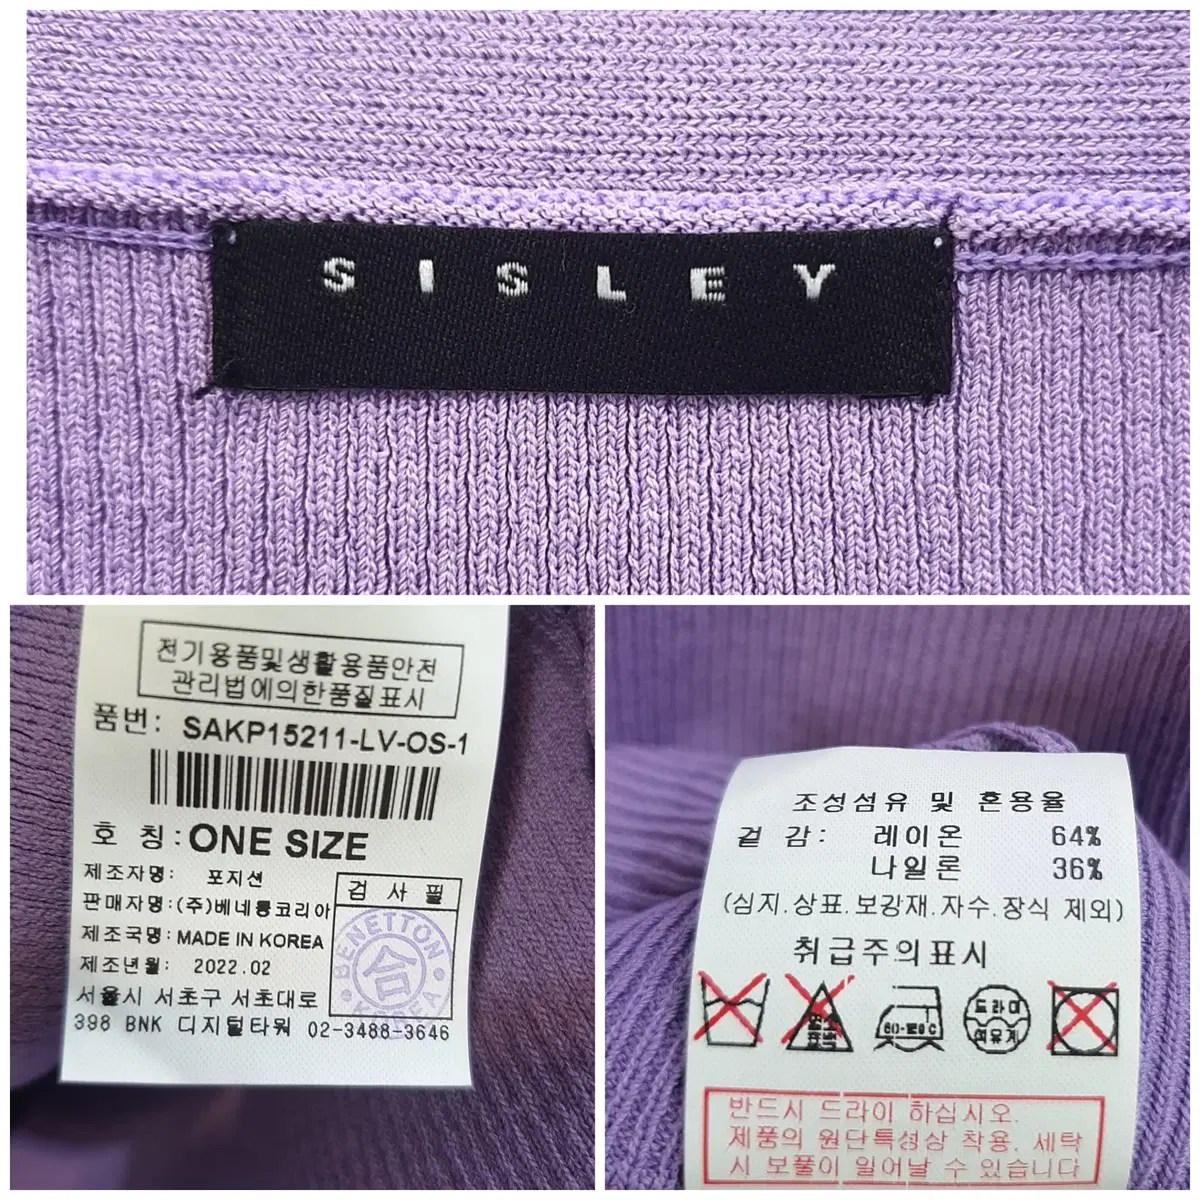 SISLEY
전기용품및생활용품안전
관리법에의한품질표시
품번: SAKP15211-LV-OS-1
호 칭:ONE SIZE
제조자명: 포지션
판매자명:(주)베네통코리아
제조국명:MADE IN KOREA
제조년월: 2022.02
서울시 서초구 서초대로
398 BNK 디지털타워 02-3488-3646
검 사 필
BENETTON
合
KOREA
조성섬유 및 혼용율
겉 감: 레이온 64%
나일론 36%
(심지.상표.보강재.자수.장식 제외)
취급주의표시
드라이
석유계
반드시 드라이 하십시오.
제품의 원단특성상 착용. 세탁
시 보풀이 일어날 수 있습니다